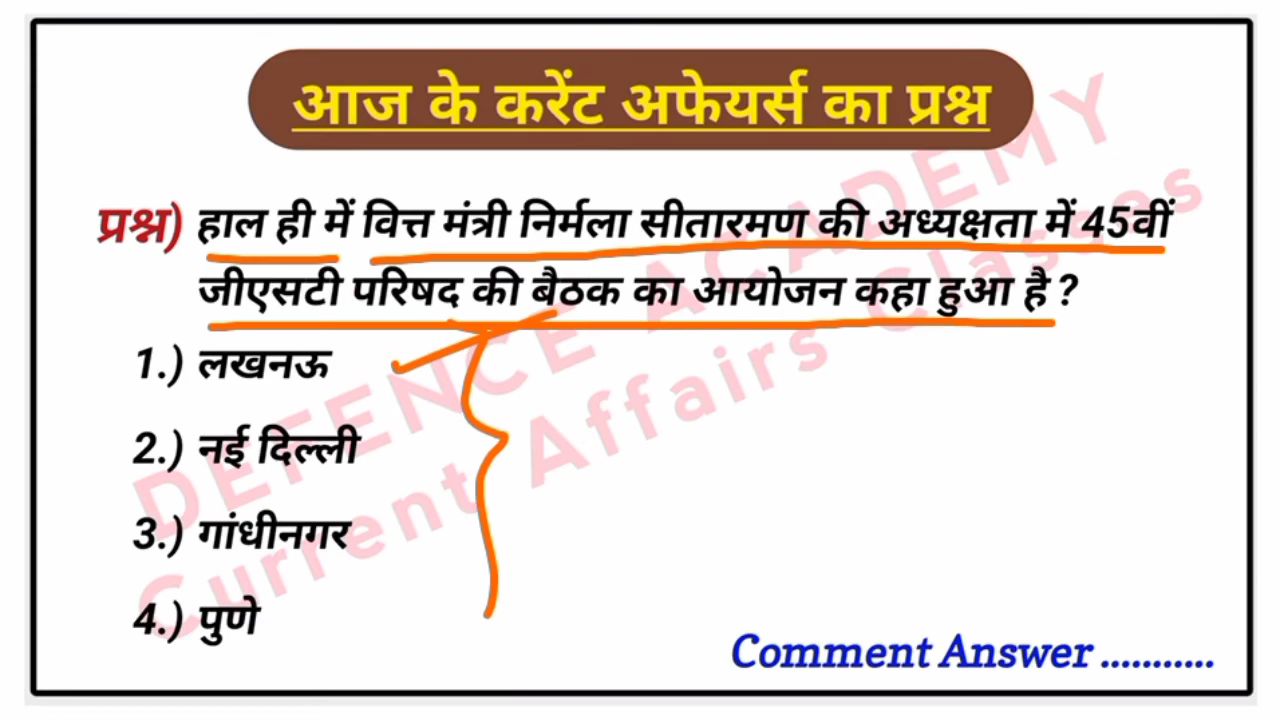 आज के करेंट अफेयर्स का प्रश्न
प्रश्न) हाल ही में वित्त मंत्री निर्मला सीतारमण की अध्यक्षता में 45वीं
जीएसटी परिषद की बैठक का आयोजन कहा हुआ है ?
1.) लखनऊ
2.) नई दिल्ली
3.) गांधीनगर
4.) पुणे
Comment Answer ...........
DEFENCE ACADEMY
Current Affairs Classes